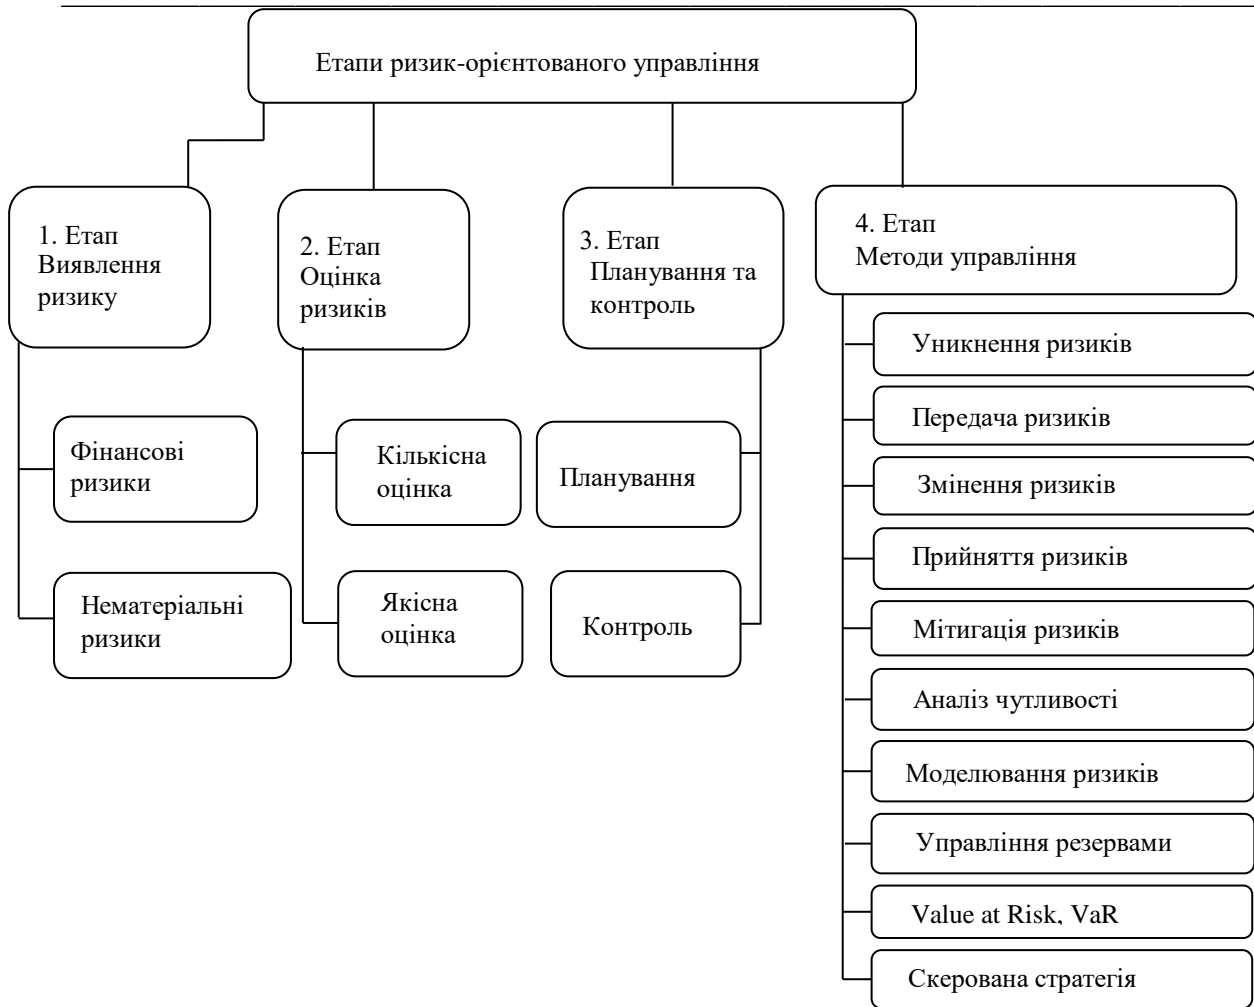 Етапи ризик-орієнтованого управління
1. Етап
Виявлення
ризику
2. Етап
Оцінка
ризиків
3. Етап
Планування та
контроль
4. Етап
Методи управління
Фінансові
ризики
Нематеріальні
ризики
Кількісна
оцінка
Якісна
оцінка
Планування
Контроль
Уникнення ризиків
Передача ризиків
Змінення ризиків
Прийняття ризиків
Мітигація ризиків
Аналіз чутливості
Моделювання ризиків
Управління резервами
Value at Risk, VaR
Скерована стратегія